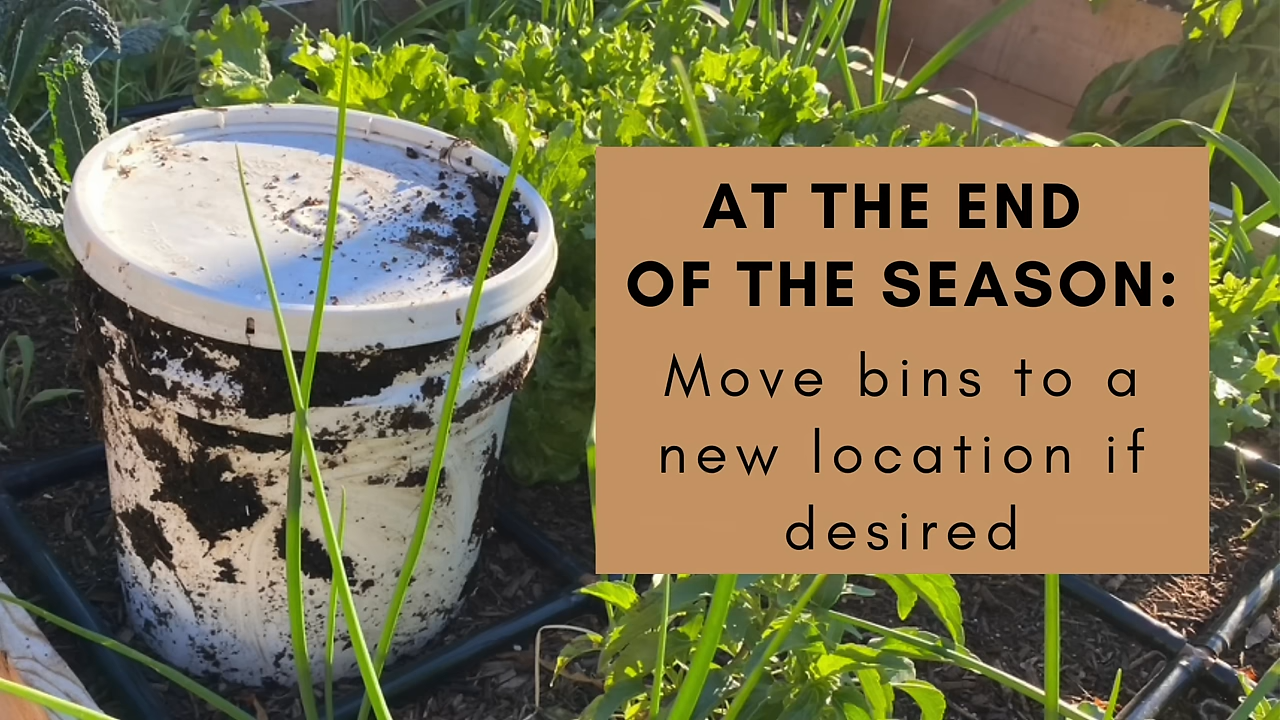 AT THE END
OF THE SEASON:
Move bins to a
new location if
desired